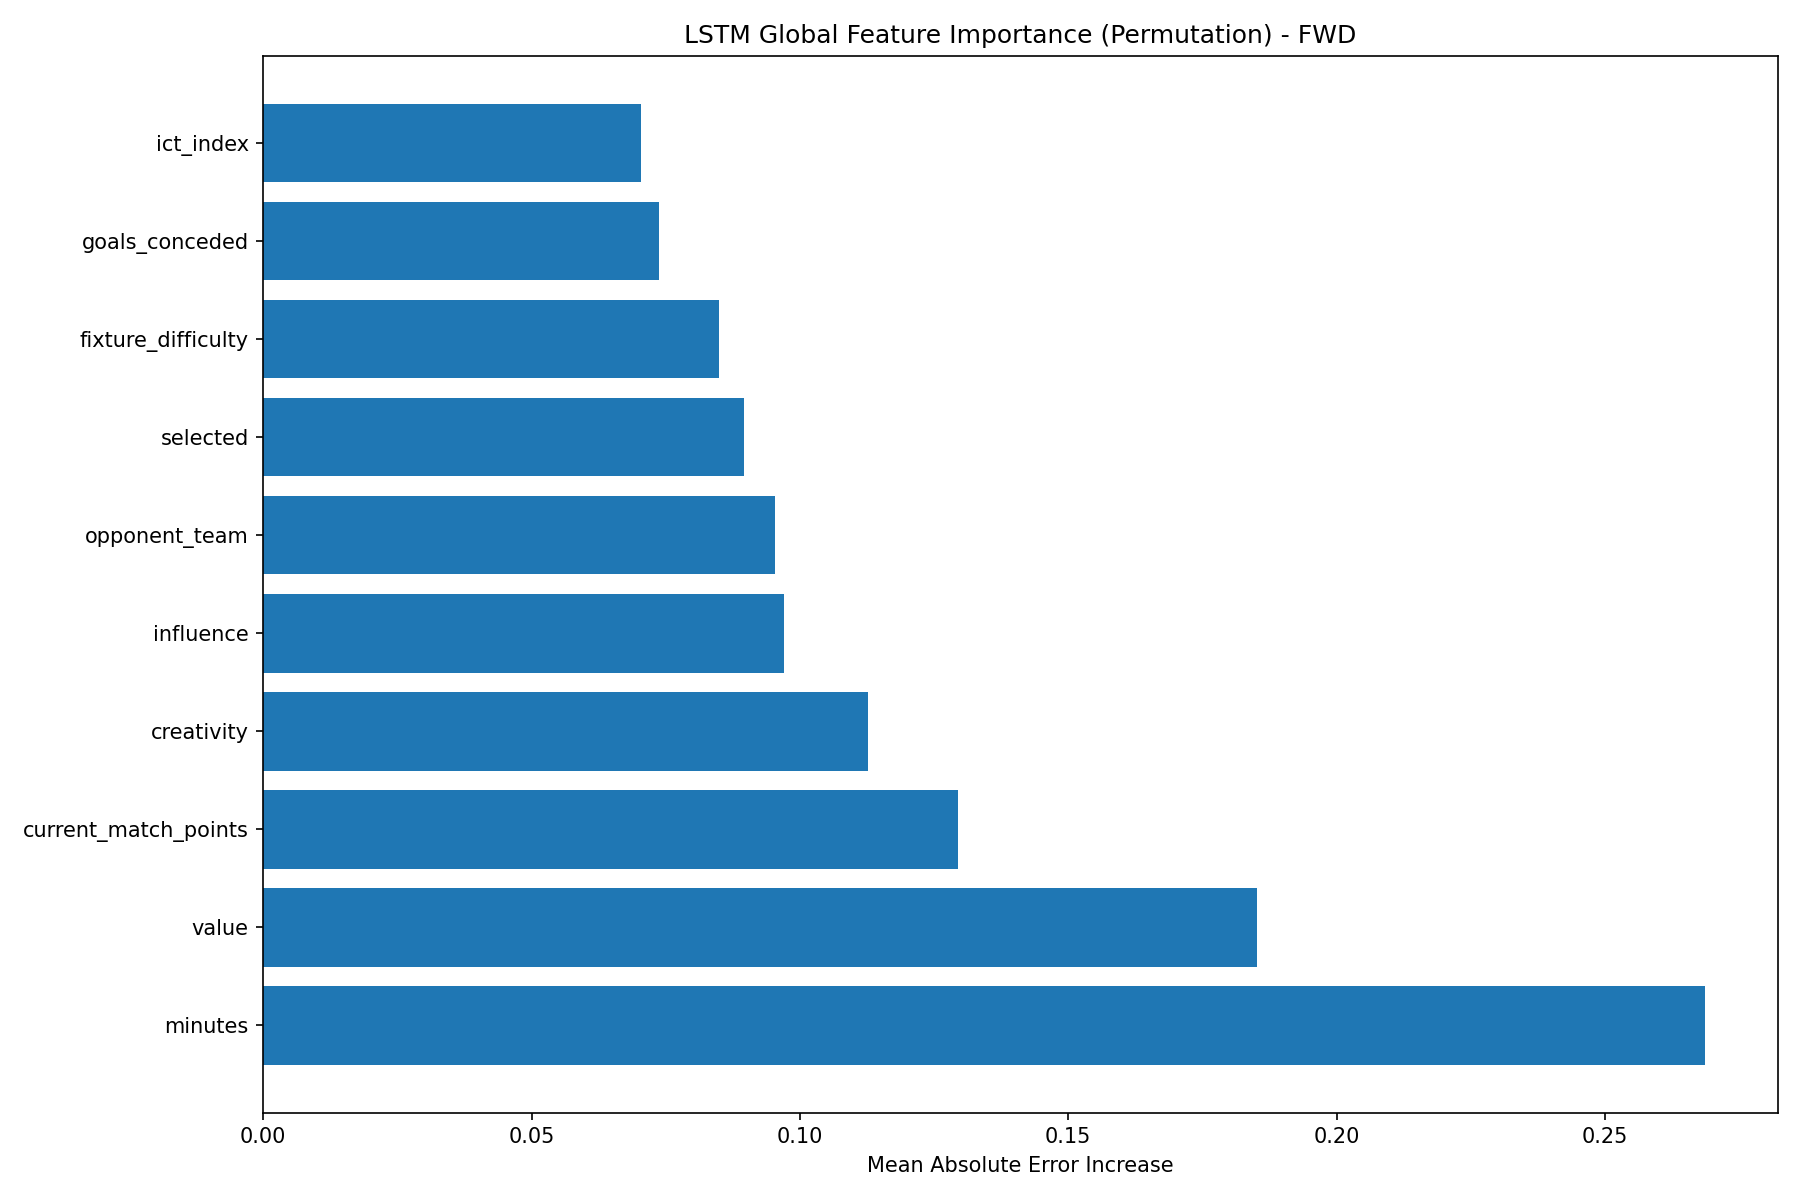 LSTM Global Feature Importance (Permutation) - FWD
ict_index
goals_conceded
fixture_difficulty
selected
opponent_team
influence
creativity
current_match_points
value
minutes
0.00 0.05 0.10 0.15 0.20 0.25
Mean Absolute Error Increase